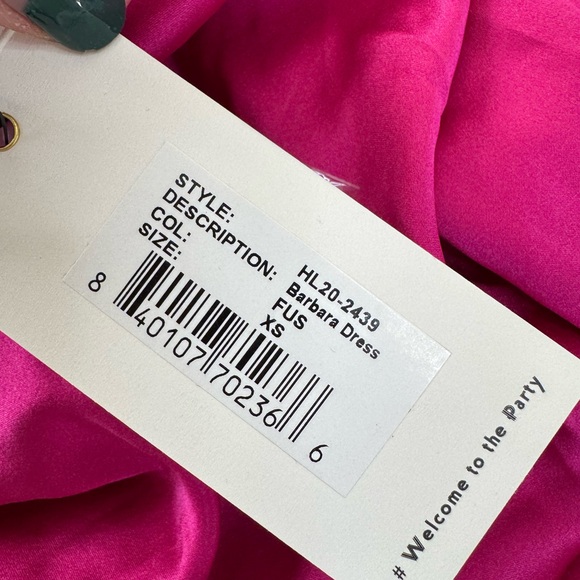 STYLE: HL20-2439
DESCRIPTION: Barbara Dress
COL: FUS
SIZE: XS
8 40107 70236 6
# Welcome to the Party